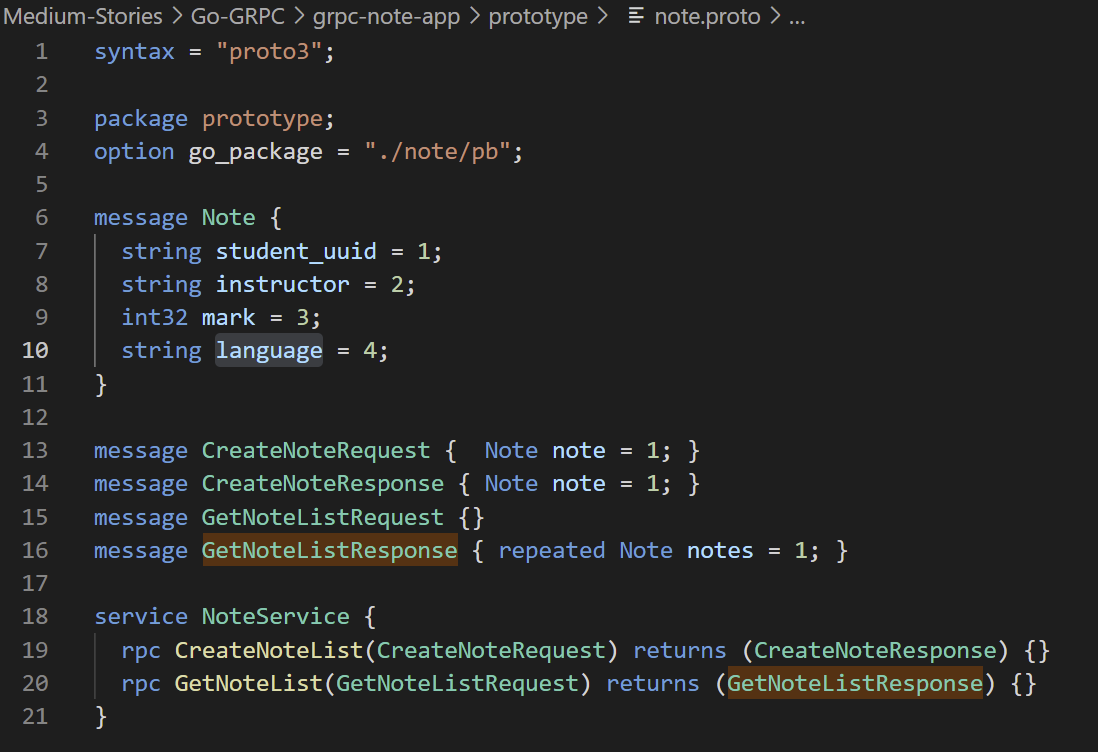 Medium-Stories > Go-GRPC > grpc-note-app > prototype > note.proto > ...
1 syntax = "proto3";
2
3 package prototype;
4 option go_package = "./note/pb";
5
6 message Note {
7   string student_uuid = 1;
8   string instructor = 2;
9   int32 mark = 3;
10   string language = 4;
11 }
12
13 message CreateNoteRequest {  Note note = 1; }
14 message CreateNoteResponse { Note note = 1; }
15 message GetNoteListRequest {}
16 message GetNoteListResponse { repeated Note notes = 1; }
17
18 service NoteService {
19   rpc CreateNoteList(CreateNoteRequest) returns (CreateNoteResponse) {}
20   rpc GetNoteList(GetNoteListRequest) returns (GetNoteListResponse) {}
21 }